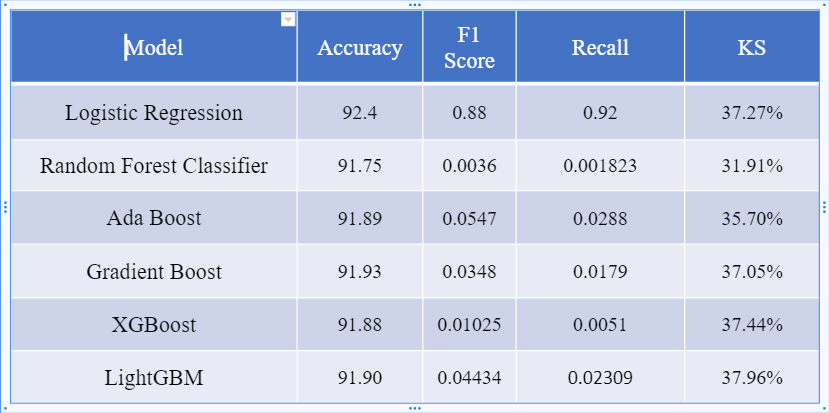 Model Accuracy F1 Score Recall KS
Logistic Regression 92.4 0.88 0.92 37.27%
Random Forest Classifier 91.75 0.0036 0.001823 31.91%
Ada Boost 91.89 0.0547 0.0288 35.70%
Gradient Boost 91.93 0.0348 0.0179 37.05%
XGBoost 91.88 0.01025 0.0051 37.44%
LightGBM 91.90 0.04434 0.02309 37.96%